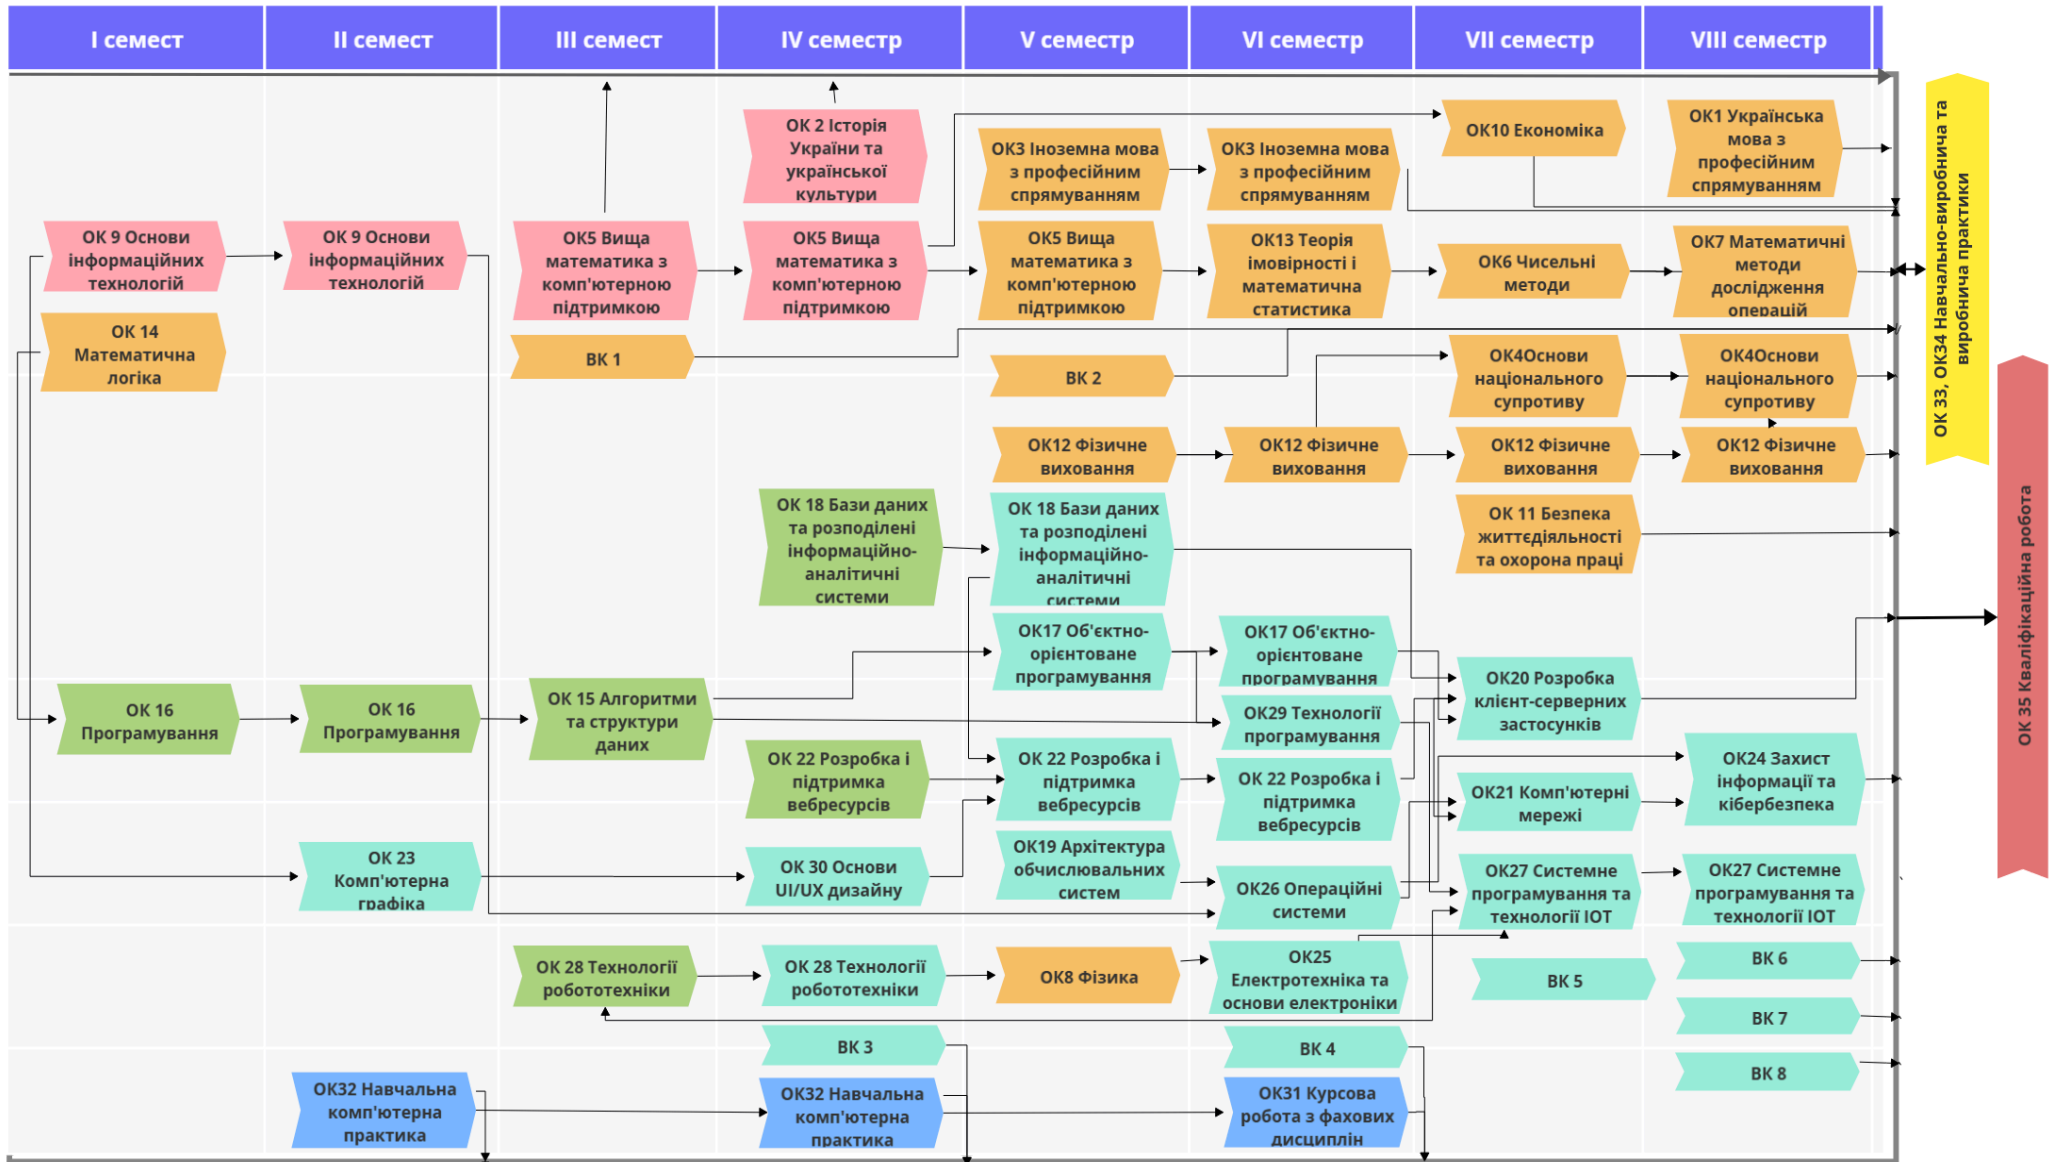 I семест
II семест
III семест
IV семестр
V семестр
VI семестр
VII семестр
VIII семестр
ОК 9 Основи
інформаційних
технологій
ОК 14
Математична
логіка
ОК 16
Програмування
ОК 9 Основи
інформаційних
технологій
ОК 16
Програмування
ОК 23
Комп'ютерна
графіка
ОК32 Навчальна
комп'ютерна
практика
ОК5 Вища
математика з
комп'ютерною
підтримкою
ВК 1
ОК 15 Алгоритми
та структури
даних
ОК 28 Технології
робототехніки
ОК 2 Історія
України та
української
культури
ОК5 Вища
математика з
комп'ютерною
підтримкою
ОК 18 Бази даних
та розподілені
інформаційно-
аналітичні
системи
ОК 22 Розробка і
підтримка
вебресурсів
ОК 30 Основи
UI/UX дизайну
ОК 28 Технології
робототехніки
ВК 3
ОК32 Навчальна
комп'ютерна
практика
ОК3 Іноземна мова
з професійним
спрямуванням
ОК5 Вища
математика з
комп'ютерною
підтримкою
ВК 2
ОК12 Фізичне
виховання
ОК 18 Бази даних
та розподілені
інформаційно-
аналітичні
системи
ОК17 Об'єктно-
орієнтоване
програмування
ОК 22 Розробка і
підтримка
вебресурсів
ОК19 Архітектура
обчислювальних
систем
ОК8 Фізика
ОК3 Іноземна мова
з професійним
спрямуванням
ОК13 Теорія
імовірності і
математична
статистика
ОК12 Фізичне
виховання
ОК17 Об'єктно-
орієнтоване
програмування
ОК29 Технології
програмування
ОК 22 Розробка і
підтримка
вебресурсів
ОК26 Операційні
системи
ОК25
Електротехніка та
основи електроніки
ВК 4
ОК31 Курсова
робота з фахових
дисциплін
ОК10 Економіка
ОК6 Чисельні
методи
ОК4Основи
національного
супротиву
ОК12 Фізичне
виховання
ОК 11 Безпека
життєдіяльності
та охорона праці
ОК20 Розробка
клієнт-серверних
застосунків
ОК21 Комп'ютерні
мережі
ОК27 Системне
програмування та
технології ІОТ
ВК 5
ОК1 Українська
мова з
професійним
спрямуванням
ОК7 Математичні
методи
дослідження
операцій
ОК4Основи
національного
супротиву
ОК12 Фізичне
виховання
ОК24 Захист
інформації та
кібербезпека
ОК27 Системне
програмування та
технології ІОТ
ВК 6
ВК 7
ВК 8
ОК 33, ОК34 Навчально-виробнича та
виробнича практики
ОК 35 Кваліфікаційна робота